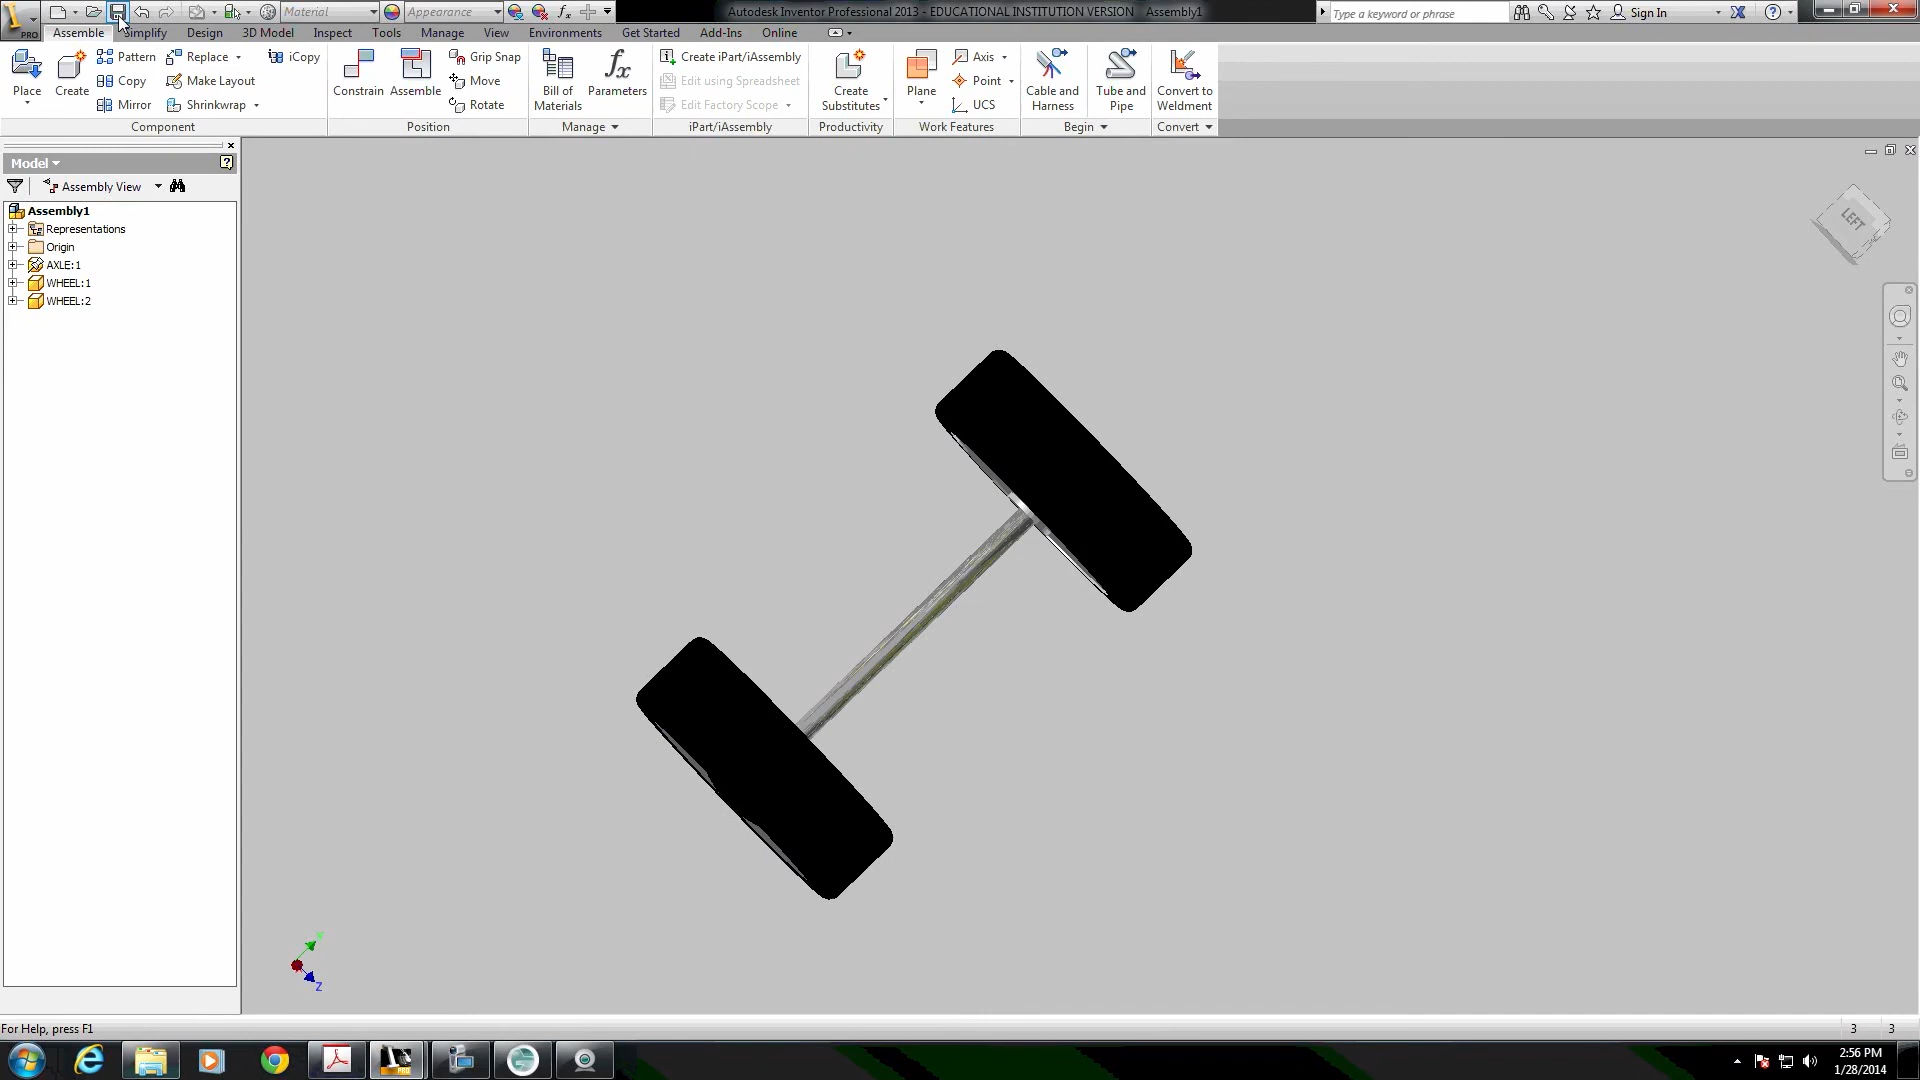 Material
Appearance
Autodesk Inventor Professional 2013 - EDUCATIONAL INSTITUTION VERSION Assembly1
Type a keyword or phrase
Sign In
PRO
Assemble Simplify Design 3D Model Inspect Tools Manage View Environments Get Started Add-Ins Online
Place
Create
Pattern
Copy
Mirror
Replace
Make Layout
Shrinkwrap
iCopy
Component
Constrain
Assemble
Grip Snap
Move
Rotate
Position
Bill of
Materials
Parameters
Manage
Create iPart/iAssembly
Edit using Spreadsheet
Edit Factory Scope
iPart/iAssembly
Create
Substitutes
Productivity
Plane
Axis
Point
UCS
Work Features
Cable and
Harness
Tube and
Pipe
Begin
Convert to
Weldment
Convert
Model
Assembly View
Assembly1
Representations
Origin
AXLE:1
WHEEL:1
WHEEL:2
LEFT
Z
For Help, press F1
3 3
PRO
2:56 PM
1/28/2014